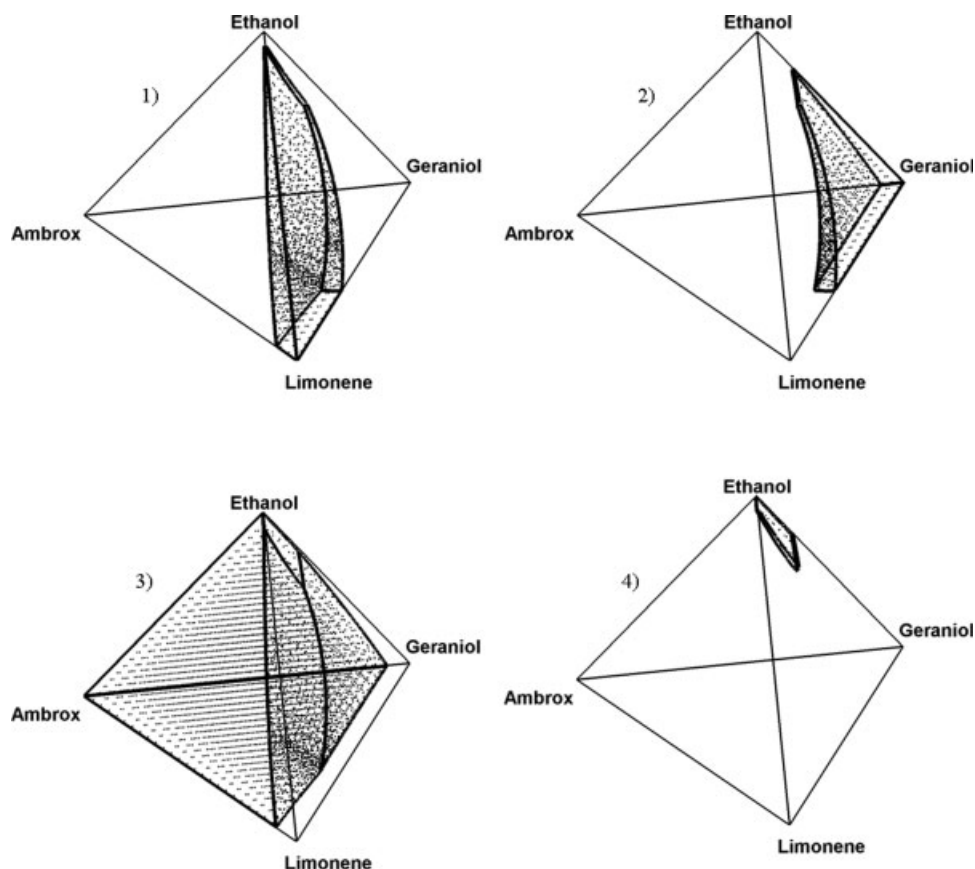 Ethanol
1)
Geraniol
Ambrox
Limonene
Ethanol
2)
Geraniol
Ambrox
Limonene
Ethanol
3)
Geraniol
Ambrox
Limonene
Ethanol
4)
Geraniol
Ambrox
Limonene